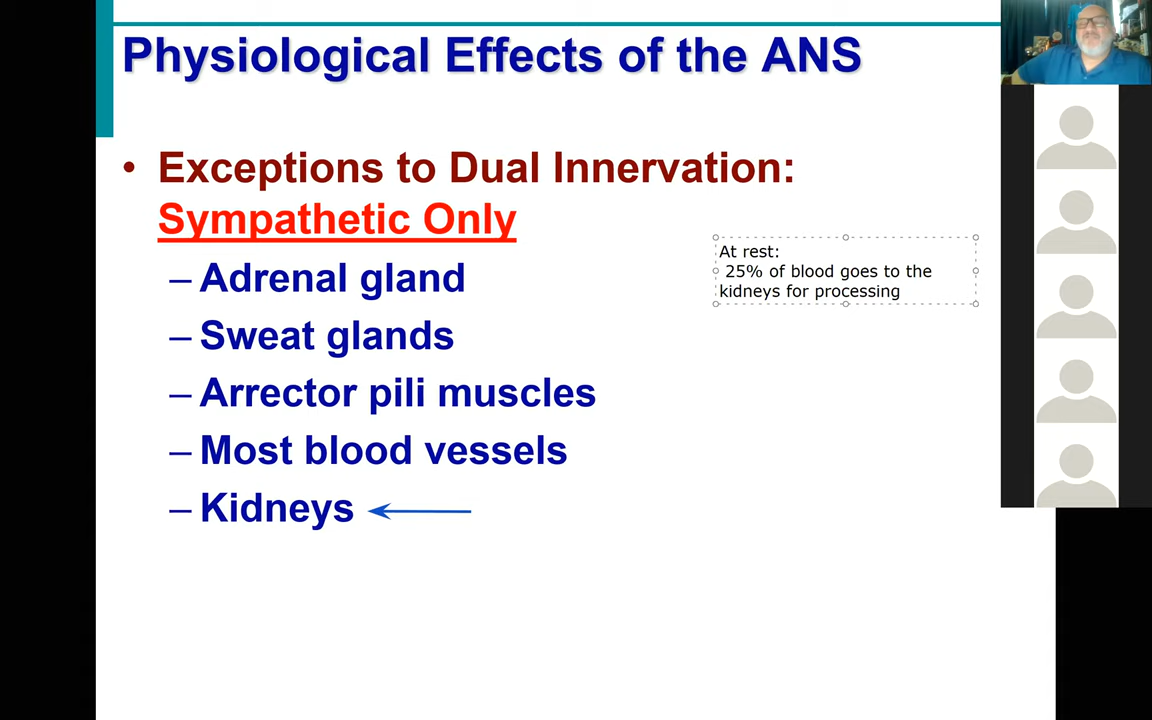 Physiological Effects of the ANS
• Exceptions to Dual Innervation:
Sympathetic Only
– Adrenal gland
– Sweat glands
– Arrector pili muscles
– Most blood vessels
– Kidneys
At rest:
25% of blood goes to the
kidneys for processing